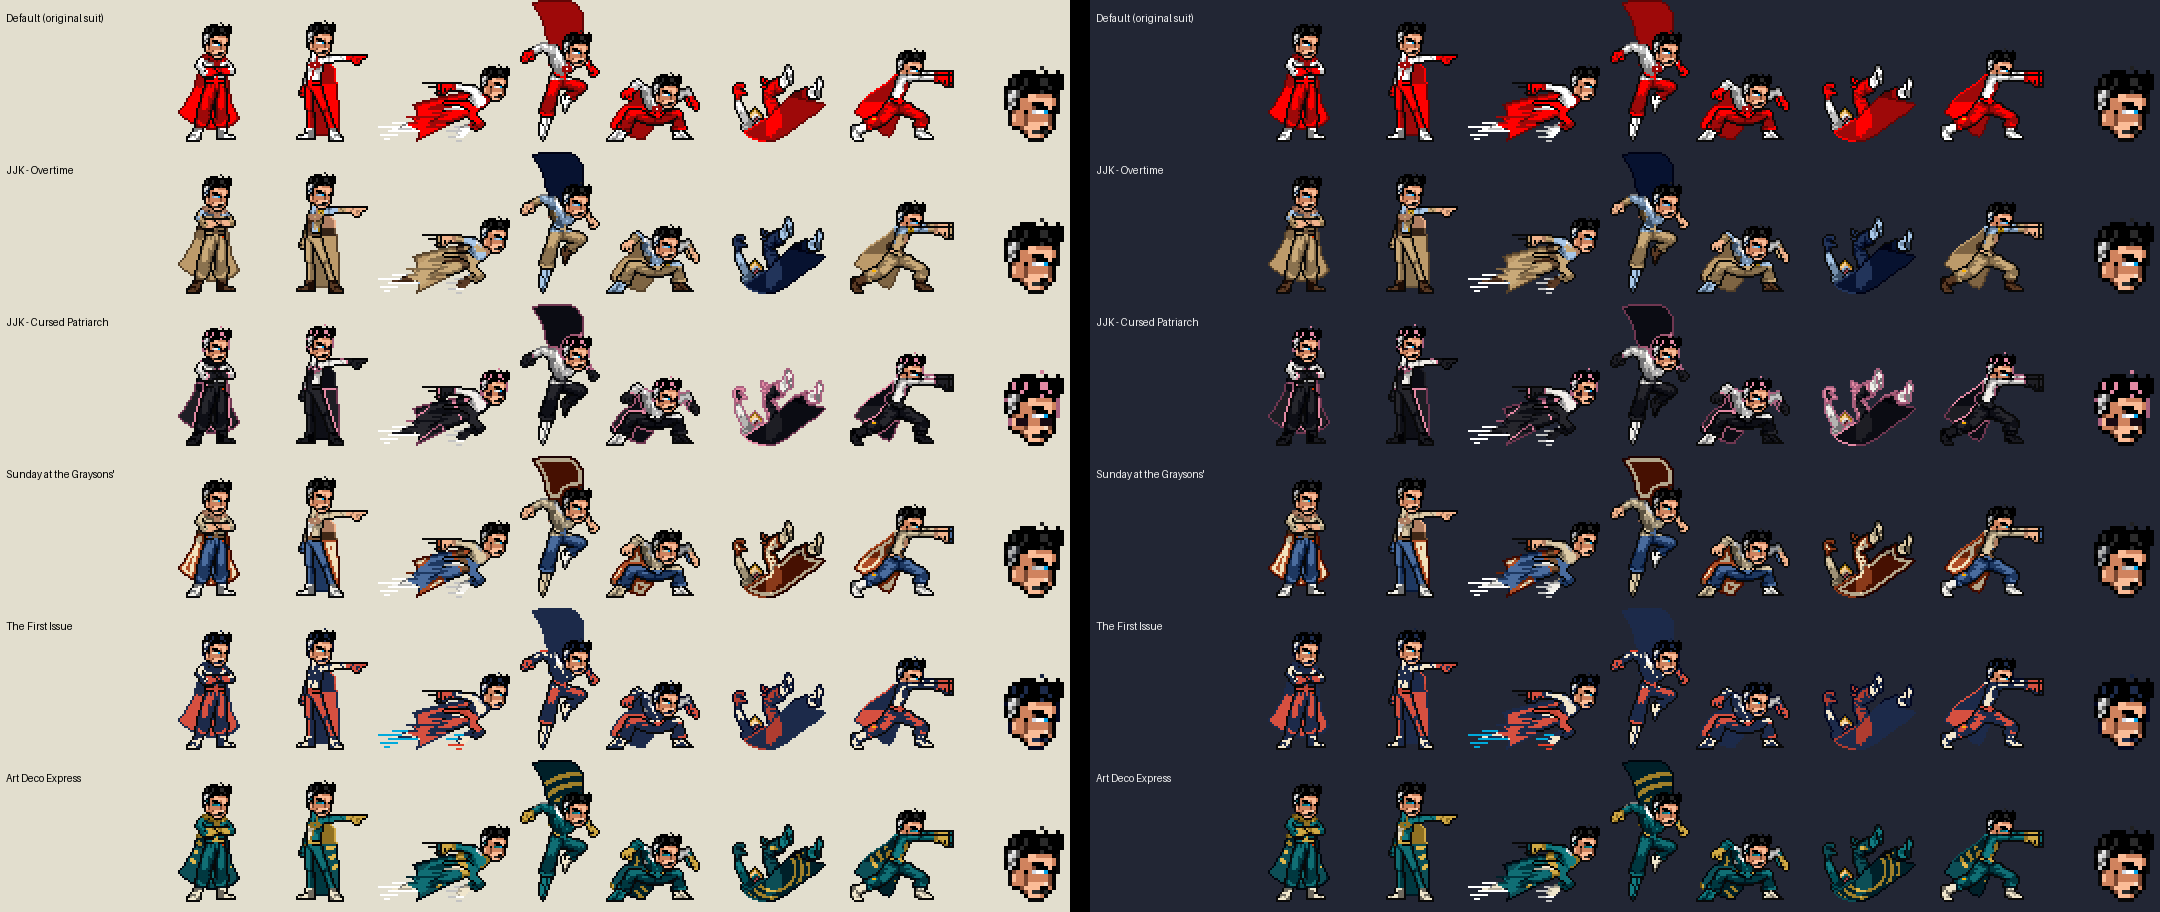 Default (original suit)
Default (original suit)
JJK - Overtime
JJK - Overtime
JJK - Cursed Patriarch
JJK - Cursed Patriarch
Sunday at the Graysons'
Sunday at the Graysons'
The First Issue
The First Issue
Art Deco Express
Art Deco Express